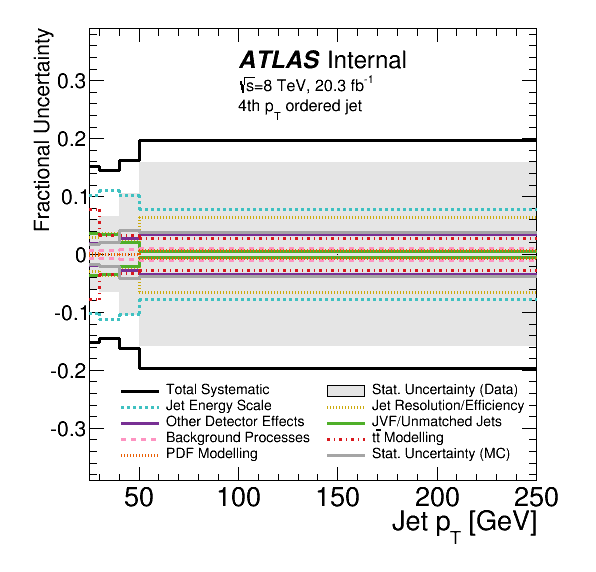 Fractional Uncertainty
0.3
0.2
0.1
0
-0.1
-0.2
-0.3
ATLAS Internal
√s=8 TeV, 20.3 fb⁻¹
4th p_T ordered jet
Total Systematic
Jet Energy Scale
Other Detector Effects
Background Processes
PDF Modelling
Stat. Uncertainty (Data)
Jet Resolution/Efficiency
JVF/Unmatched Jets
tt̄ Modelling
Stat. Uncertainty (MC)
50 100 150 200 250
Jet p_T [GeV]